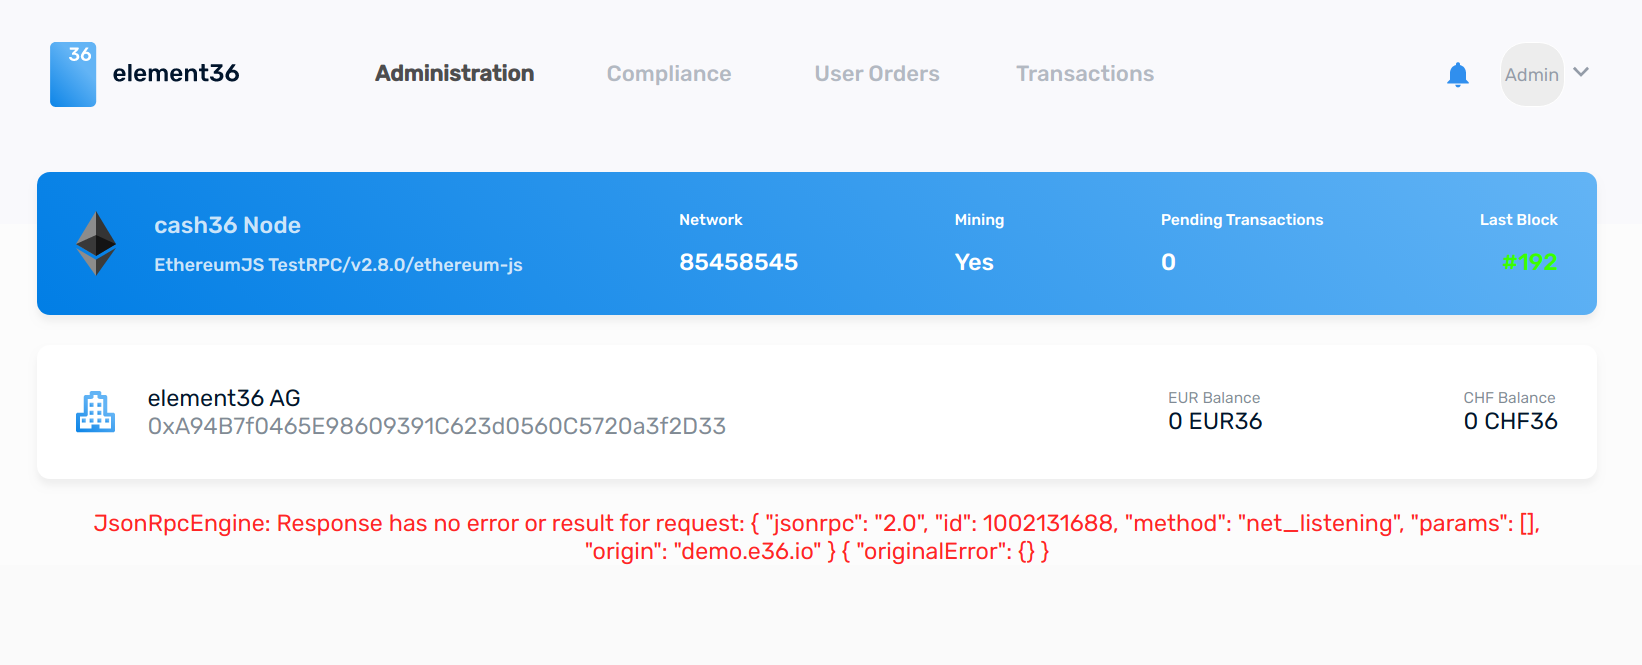 36
element36
Administration
Compliance
User Orders
Transactions
Admin
cash36 Node
EthereumJS TestRPC/v2.8.0/ethereum-js
Network
85458545
Mining
Yes
Pending Transactions
0
Last Block
#192
element36 AG
0xA94B7f0465E98609391C623d0560C5720a3f2D33
EUR Balance
0 EUR36
CHF Balance
0 CHF36
JsonRpcEngine: Response has no error or result for request: { "jsonrpc": "2.0", "id": 1002131688, "method": "net_listening", "params": [],
"origin": "demo.e36.io" } { "originalError": {} }